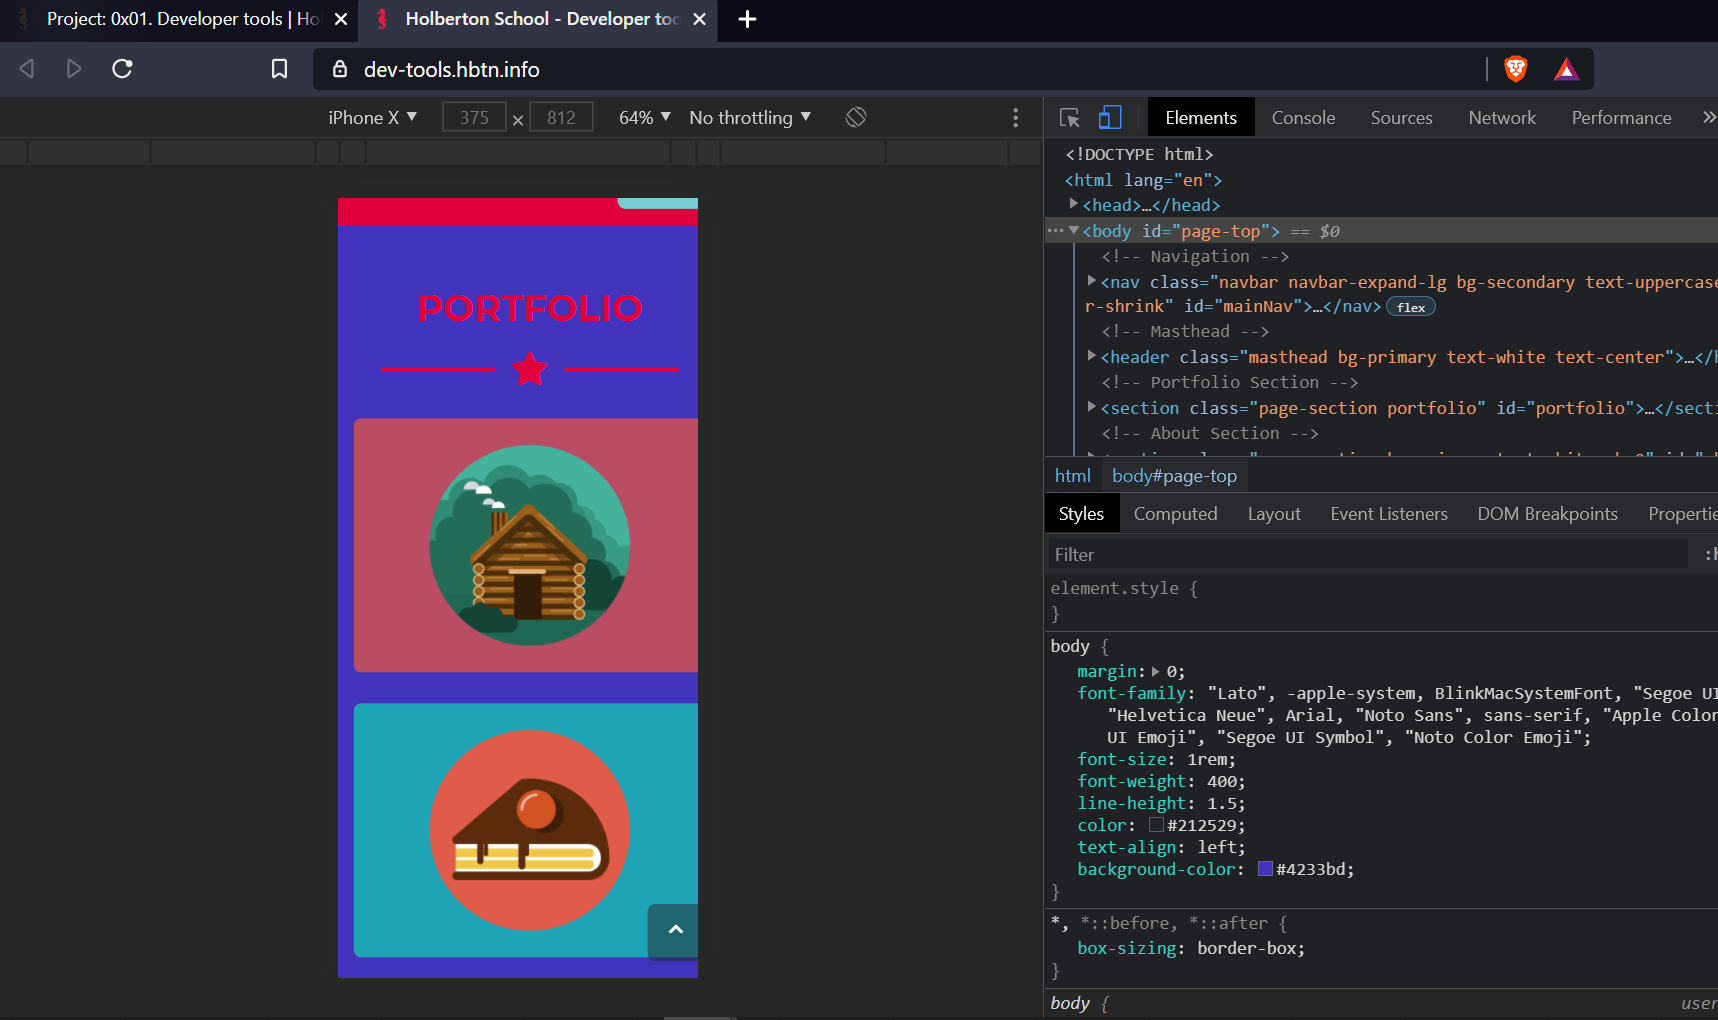 Project: 0x01. Developer tools | Ho
Holberton School - Developer too
dev-tools.hbtn.info
iPhone X 375 × 812 64% No throttling
Elements Console Sources Network Performance »
<!DOCTYPE html>
<html lang="en">
<head>…</head>
<body id="page-top"> == $0
<!-- Navigation -->
<nav class="navbar navbar-expand-lg bg-secondary text-uppercase
r-shrink" id="mainNav">…</nav> flex
<!-- Masthead -->
<header class="masthead bg-primary text-white text-center">…</h
<!-- Portfolio Section -->
<section class="page-section portfolio" id="portfolio">…</secti
<!-- About Section -->
html body#page-top
Styles Computed Layout Event Listeners DOM Breakpoints Propertie
Filter :h
element.style {
}
body {
margin: 0;
font-family: "Lato", -apple-system, BlinkMacSystemFont, "Segoe UI
"Helvetica Neue", Arial, "Noto Sans", sans-serif, "Apple Color
UI Emoji", "Segoe UI Symbol", "Noto Color Emoji";
font-size: 1rem;
font-weight: 400;
line-height: 1.5;
color: #212529;
text-align: left;
background-color: #4233bd;
}
*, *::before, *::after {
box-sizing: border-box;
}
body { user
PORTFOLIO